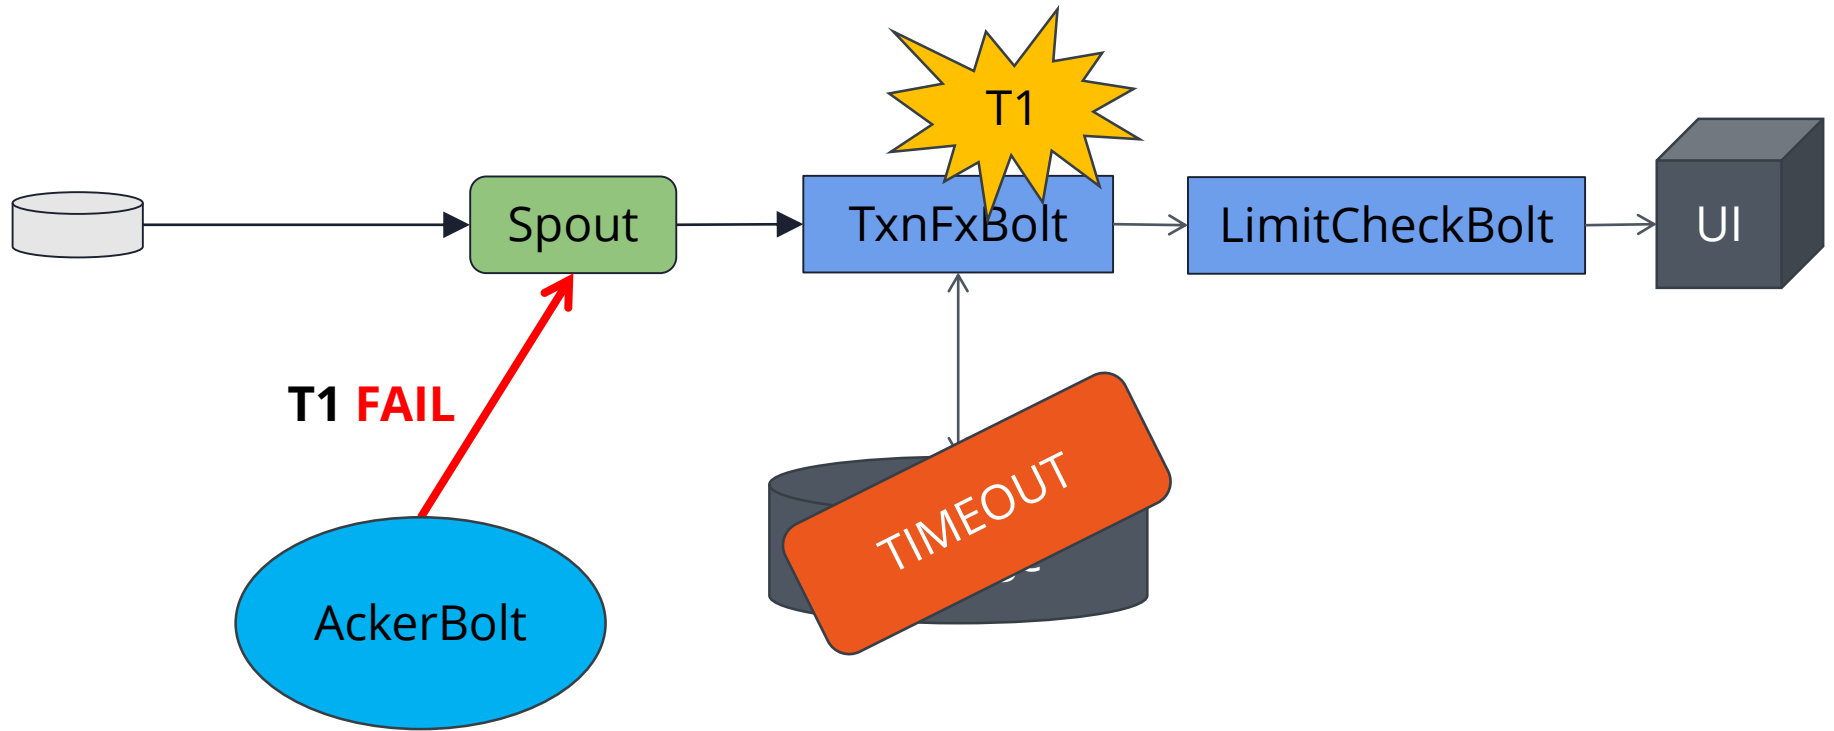 T1
Spout
TxnFxBolt
LimitCheckBolt
UI
T1 FAIL
TIMEOUT
AckerBolt